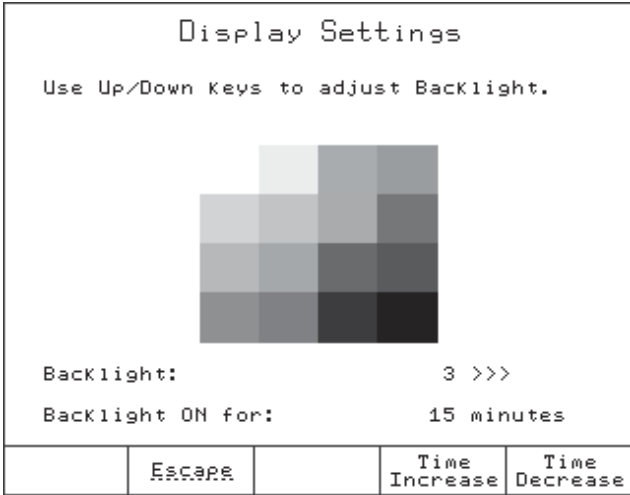 Display Settings
Use Up/Down Keys to adjust Backlight.
Backlight: 3 >>>
Backlight ON for: 15 minutes
Escape
Time Increase
Time Decrease